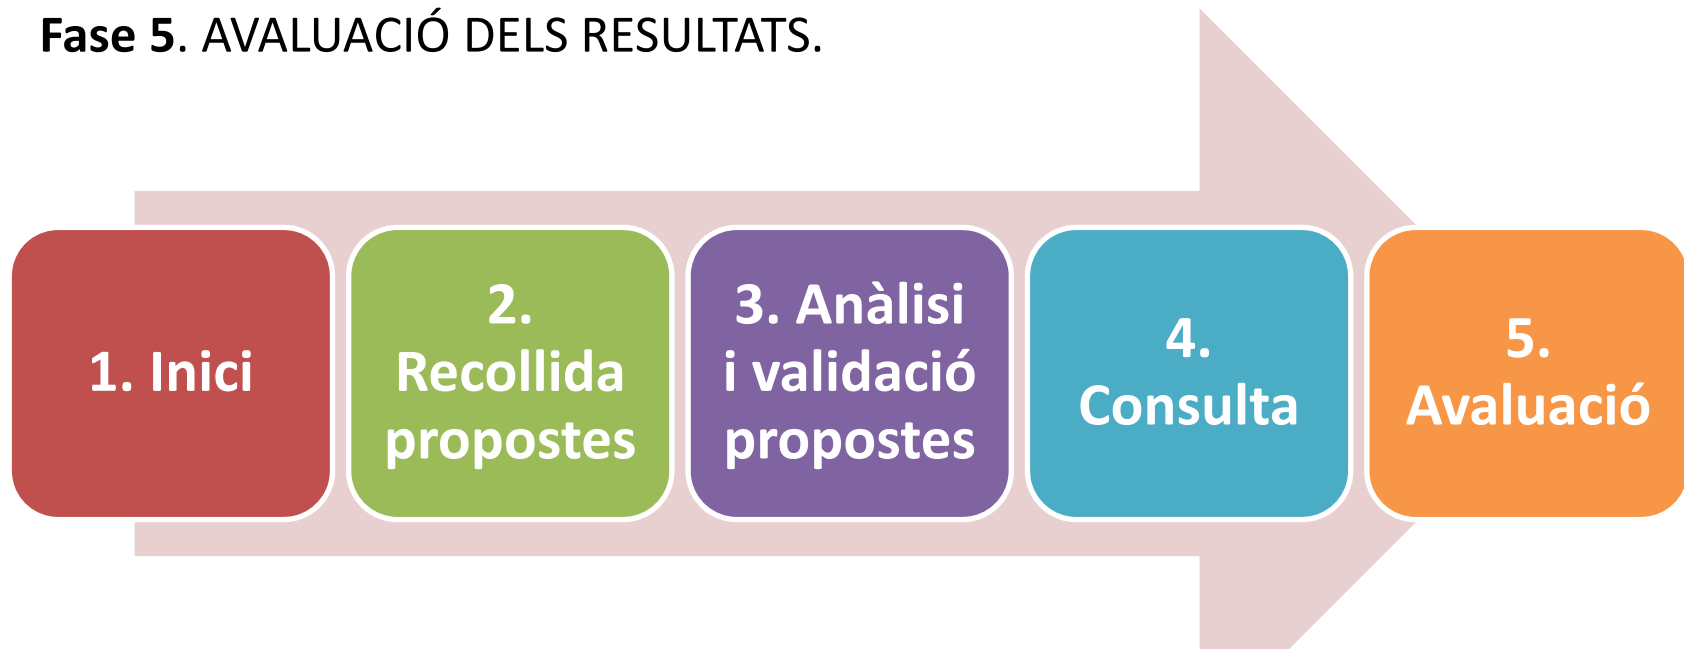 Fase 5. AVALUACIÓ DELS RESULTATS.
1. Inici
2.
Recollida
propostes
3. Anàlisi
i validació
propostes
4.
Consulta
5.
Avaluació